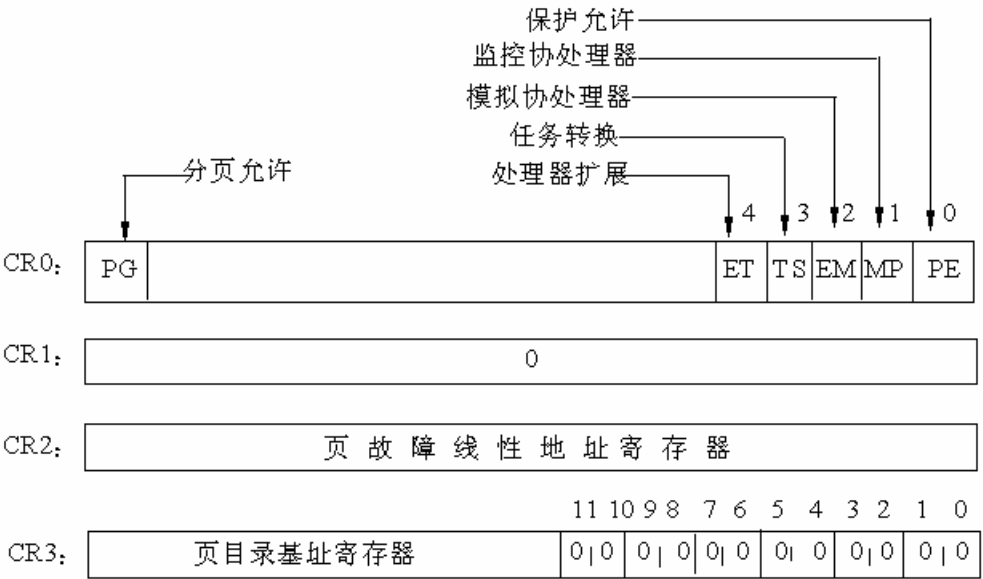 保护允许
监控协处理器
模拟协处理器
任务转换
分页允许 处理器扩展
4 3 2 1 0
CR0: PG ET TS EM MP PE
CR1: 0
CR2: 页故障线性地址寄存器
11 10 9 8 7 6 5 4 3 2 1 0
CR3: 页目录基址寄存器 0 0 0 0 0 0 0 0 0 0 0 0